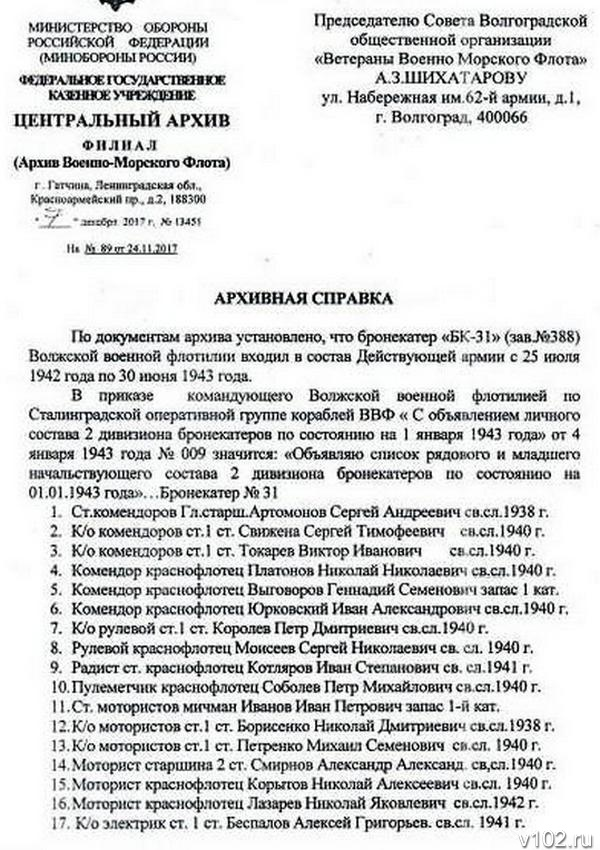 МИНИСТЕРСТВО ОБОРОНЫ
РОССИЙСКОЙ ФЕДЕРАЦИИ
(МИНОБОРОНЫ РОССИИ)
ФЕДЕРАЛЬНОЕ ГОСУДАРСТВЕННОЕ
КАЗЕННОЕ УЧРЕЖДЕНИЕ
ЦЕНТРАЛЬНЫЙ АРХИВ
ФИЛИАЛ
(Архив Военно-Морского Флота)
г. Гатчина, Ленинградская обл.,
Красноармейский пр., д.2, 188300
"7" декабря 2017 г. № 13451
На № 89 от 24.11.2017
Председателю Совета Волгоградской
общественной организации
«Ветераны Военно Морского Флота»
А.З.ШИХАТАРОВУ
ул. Набережная им.62-й армии, д.1,
г. Волгоград, 400066
АРХИВНАЯ СПРАВКА
По документам архива установлено, что бронекатер «БК-31» (зав.№388)
Волжской военной флотилии входил в состав Действующей армии с 25 июля
1942 года по 30 июня 1943 года.
В приказе командующего Волжской военной флотилией по
Сталинградской оперативной группе кораблей ВВФ « С объявлением личного
состава 2 дивизиона бронекатеров по состоянию на 1 января 1943 года» от 4
января 1943 года № 009 значится: «Объявляю список рядового и младшего
начальствующего состава 2 дивизиона бронекатеров по состоянию на
01.01.1943 года»…Бронекатер № 31
1. Ст.комендоров Гл.старш.Артомонов Сергей Андреевич св.сл.1938 г.
2. К/о комендоров ст.1 ст. Свижена Сергей Тимофеевич св.сл.1940 г.
3. К/о комендоров ст.1 ст. Токарев Виктор Иванович св.сл.1940 г.
4. Комендор краснофлотец Платонов Николай Николаевич св.сл.1940 г.
5. Комендор краснофлотец Выговоров Геннадий Семенович запас 1 кат.
6. Комендор краснофлотец Юрковский Иван Александрович св.сл.1940 г.
7. К/о рулевой ст.1 ст. Королев Петр Дмитриевич св.сл.1940 г.
8. Рулевой краснофлотец Моисеев Сергей Николаевич св. сл. 1940 г.
9. Радист ст. краснофлотец Котляров Иван Степанович св. сл.1941 г.
10.Пулеметчик краснофлотец Соболев Петр Михайлович св.сл.1940 г.
11.Ст. мотористов мичман Иванов Иван Петрович запас 1-й кат.
12.К/о мотористов ст.1 ст. Борисенко Николай Дмитриевич св.сл.1938 г.
13.К/о мотористов ст.1 ст. Петренко Михаил Семенович св.сл. 1940 г.
14.Моторист старшина 2 ст. Смирнов Александр Александ. св,сл.1940 г.
15.Моторист краснофлотец Корытов Николай Алексеевич св.сл. 1940 г.
16.Моторист краснофлотец Лазарев Николай Яковлевич св.сл.1942 г.
17. К/о электрик ст. 1 ст. Беспалов Алексей Григорьев. св.сл. 1941 г.
v102.ru